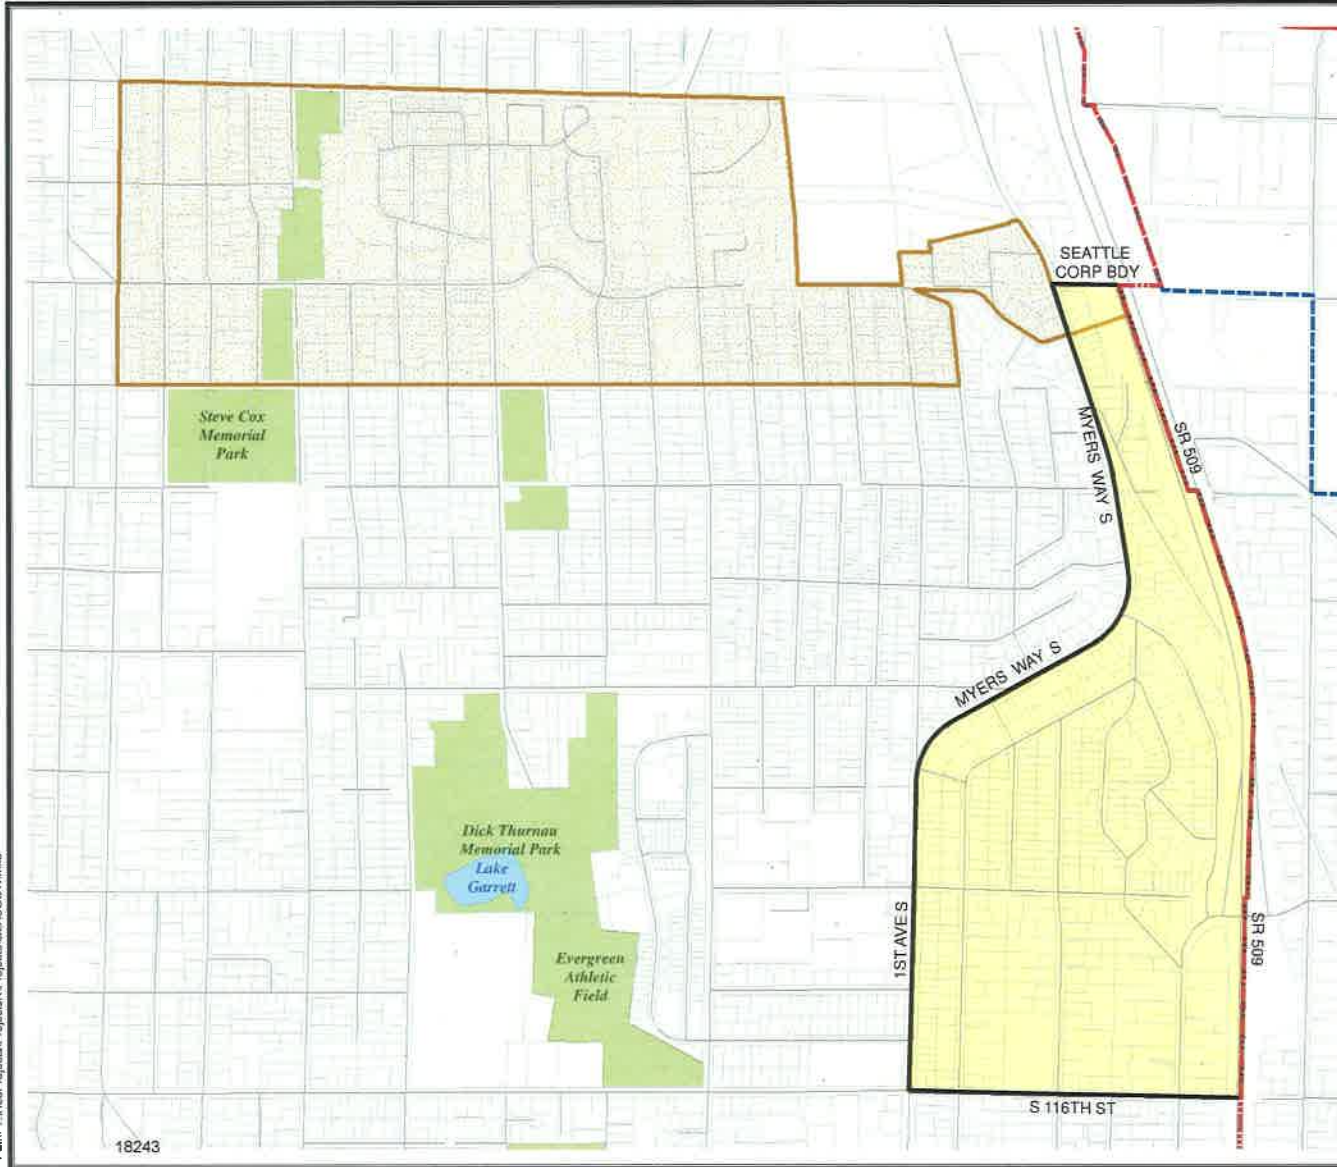 SEATTLE
CORP BDY
Steve Cox
Memorial
Park
MYERS WAY S
SR 509
MYERS WAY S
Dick Thurnau
Memorial Park
Lake
Garrett
1ST AVE S
SR 509
Evergreen
Athletic
Field
S 116TH ST
18243